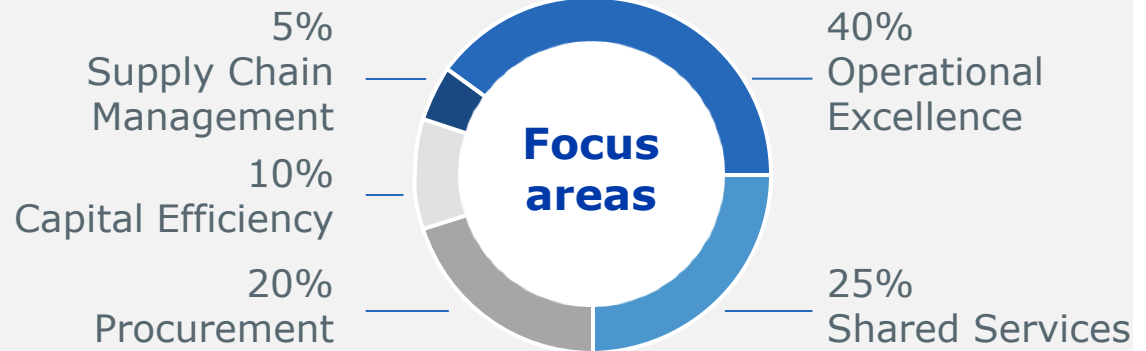 5%
Supply Chain
Management
10%
Capital Efficiency
20%
Procurement
Focus
areas
40%
Operational
Excellence
25%
Shared Services